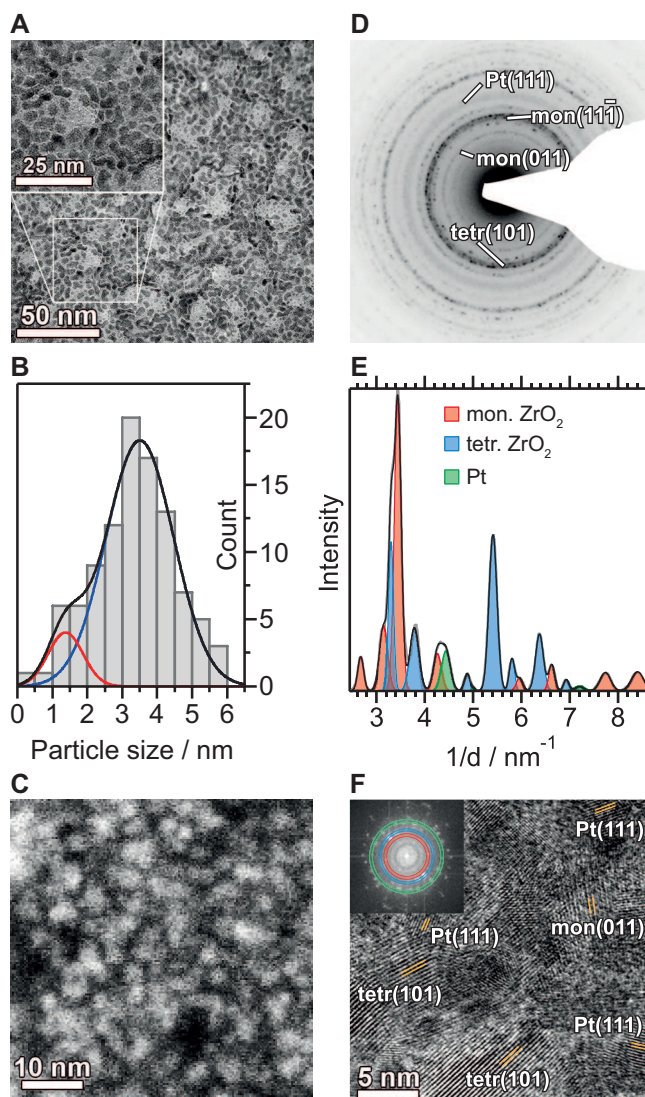 A
25 nm
50 nm
B
20
15
10
5
0
Count
0 1 2 3 4 5 6
Particle size / nm
C
10 nm
D
Pt(111)
mon(111̄)
mon(011)
tetr(101)
E
mon. ZrO₂
tetr. ZrO₂
Pt
Intensity
3 4 5 6 7 8
1/d / nm⁻¹
F
Pt(111)
mon(011)
Pt(111)
tetr(101)
Pt(111)
5 nm
tetr(101)